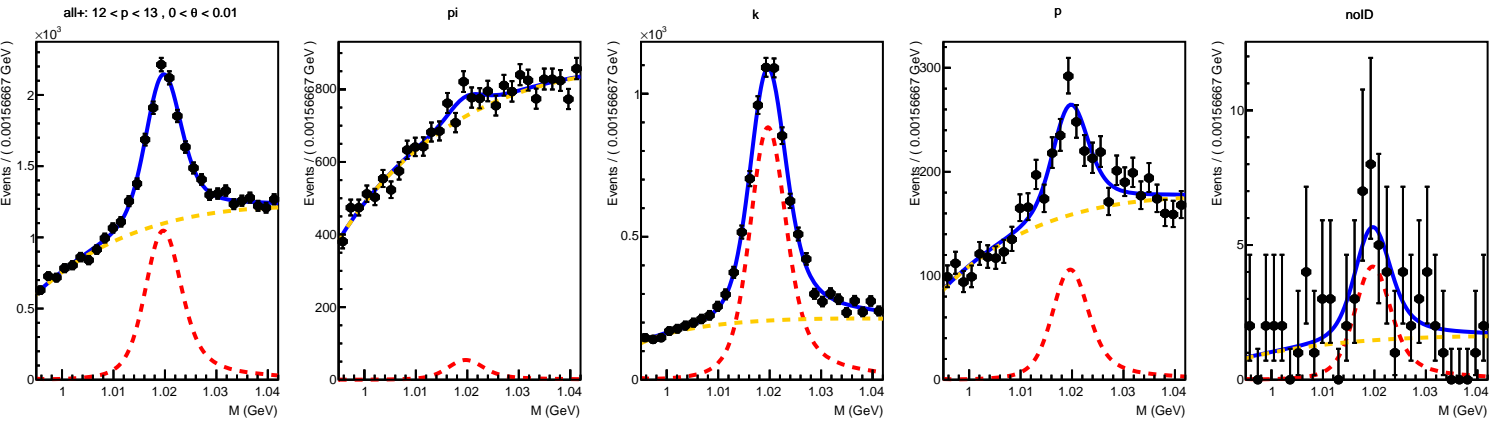 all+: 12 < p < 13 , 0 < θ < 0.01
×10³
Events / ( 0.00156667 GeV )
2
1.5
1
0.5
0
1 1.01 1.02 1.03 1.04
M (GeV)
pi
Events / ( 0.00156667 GeV )
800
600
400
200
0
1 1.01 1.02 1.03 1.04
M (GeV)
k
×10³
Events / ( 0.00156667 GeV )
1
0.5
0
1 1.01 1.02 1.03 1.04
M (GeV)
p
Events / ( 0.00156667 GeV )
300
200
100
0
1 1.01 1.02 1.03 1.04
M (GeV)
noID
Events / ( 0.00156667 GeV )
10
5
0
1 1.01 1.02 1.03 1.04
M (GeV)